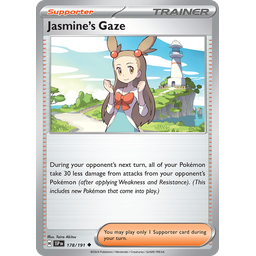 Supporter
TRAINER
Jasmine's Gaze
During your opponent's next turn, all of your Pokémon
take 30 less damage from attacks from your opponent's
Pokémon (after applying Weakness and Resistance). (This
includes new Pokémon that come into play.)
You may play only 1 Supporter card during
your turn.
178/191